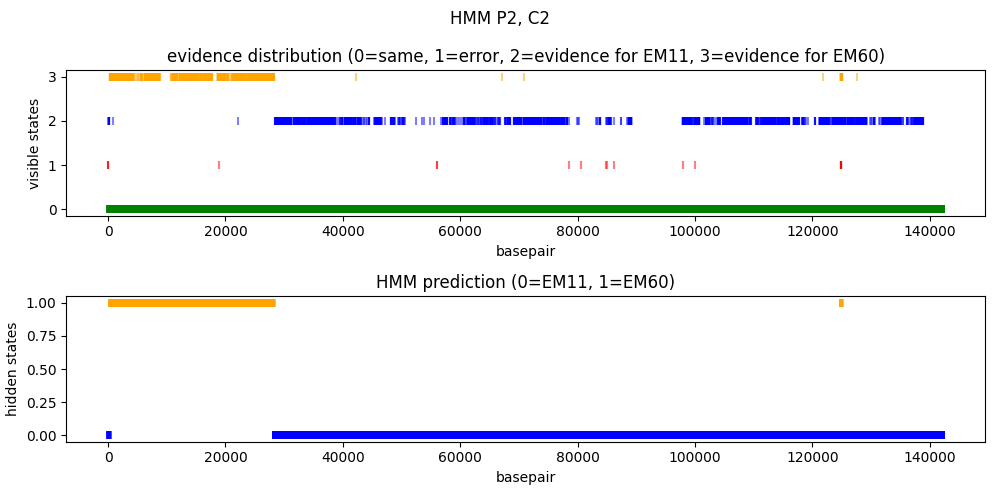 HMM P2, C2
evidence distribution (0=same, 1=error, 2=evidence for EM11, 3=evidence for EM60)
visible states
3
2
1
0
0 20000 40000 60000 80000 100000 120000 140000
basepair
HMM prediction (0=EM11, 1=EM60)
hidden states
1.00
0.75
0.50
0.25
0.00
0 20000 40000 60000 80000 100000 120000 140000
basepair